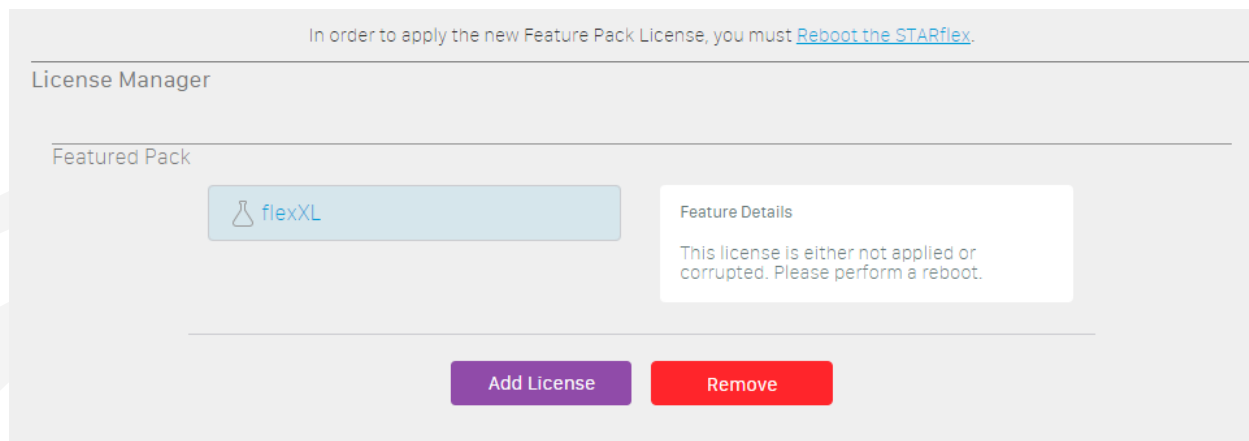 In order to apply the new Feature Pack License, you must Reboot the STARflex.
License Manager
Featured Pack
flexXL
Feature Details
This license is either not applied or
corrupted. Please perform a reboot.
Add License
Remove